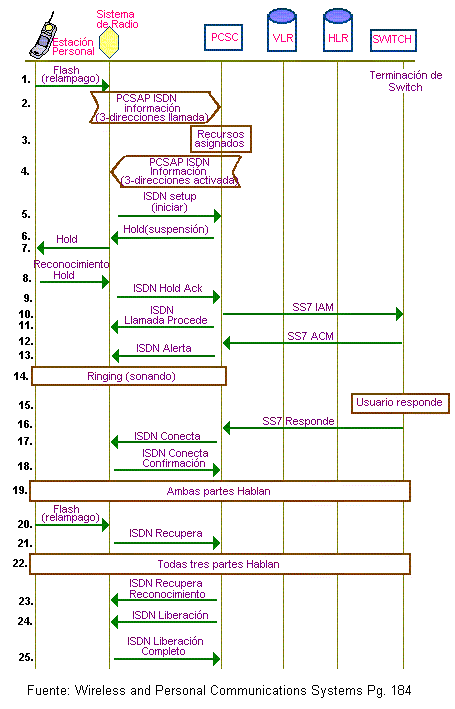 Sistema
de Radio
Estación
Personal
PCSC
VLR
HLR
SWITCH
Terminación de
Switch
1.
Flash
(relampago)
2.
PCSAP ISDN
información
(3-direcciones llamada)
3.
Recursos
asignados
4.
PCSAP ISDN
Información
(3-direcciones activada)
5.
ISDN setup
(iniciar)
6.
Hold(suspensión)
7.
Hold
8.
Reconocimiento
Hold
9.
ISDN Hold Ack
10.
SS7 IAM
11.
ISDN
Llamada Procede
12.
SS7 ACM
13.
ISDN Alerta
14.
Ringing (sonando)
15.
Usuario responde
16.
SS7 Responde
17.
ISDN Conecta
18.
ISDN Conecta
Confirmación
19.
Ambas partes Hablan
20.
Flash
(relampago)
21.
ISDN Recupera
22.
Todas tres partes Hablan
23.
ISDN Recupera
Reconocimiento
24.
ISDN Liberación
25.
ISDN Liberación
Completo
Fuente: Wireless and Personal Communications Systems Pg. 184